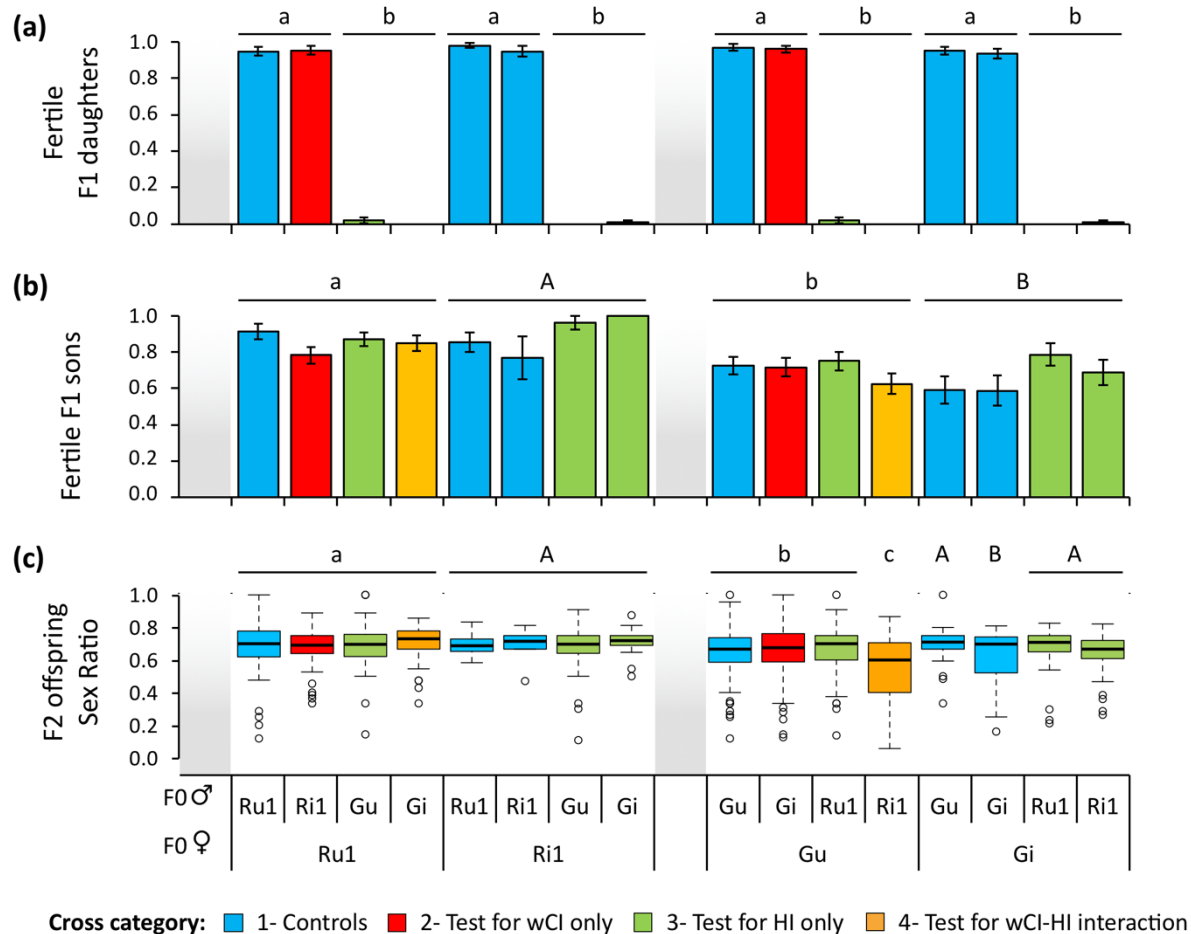 a b a b a b a b
(a)
Fertile
F1 daughters
1.0
0.8
0.6
0.4
0.2
0.0
a A b B
(b)
Fertile F1 sons
1.0
0.8
0.6
0.4
0.2
0.0
a A b c A B A
(c)
F2 offspring
Sex Ratio
1.0
0.8
0.6
0.4
0.2
0.0
F0 ♂ Ru1 Ri1 Gu Gi Ru1 Ri1 Gu Gi Gu Gi Ru1 Ri1 Gu Gi Ru1 Ri1
F0 ♀ Ru1 Ri1 Gu Gi
Cross category: 1- Controls 2- Test for wCI only 3- Test for HI only 4- Test for wCI-HI interaction